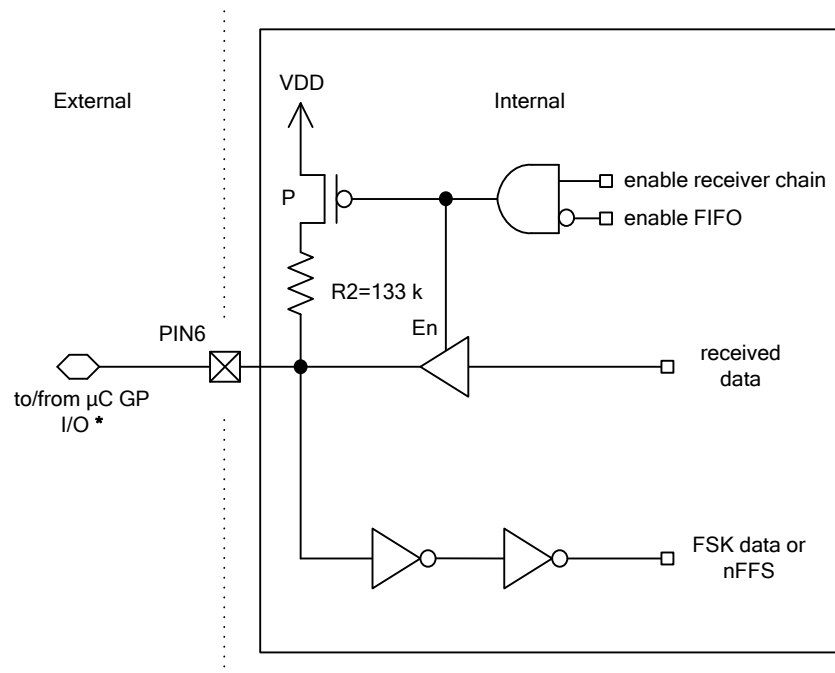 External
Internal
VDD
P
enable receiver chain
enable FIFO
R2=133 k
PIN6
En
received
data
to/from µC GP
I/O *
FSK data or
nFFS